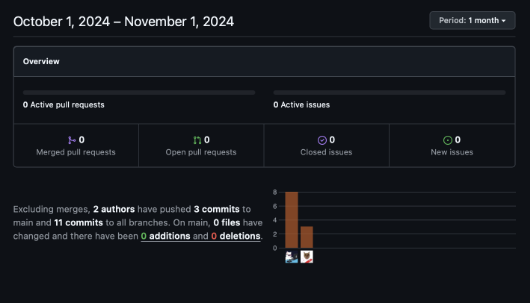 October 1, 2024 – November 1, 2024
Period: 1 month
Overview
0 Active pull requests
0 Active issues
0
Merged pull requests
0
Open pull requests
0
Closed issues
0
New issues
Excluding merges, 2 authors have pushed 3 commits to
main and 11 commits to all branches. On main, 0 files have
changed and there have been 0 additions and 0 deletions.
8
6
4
2
0